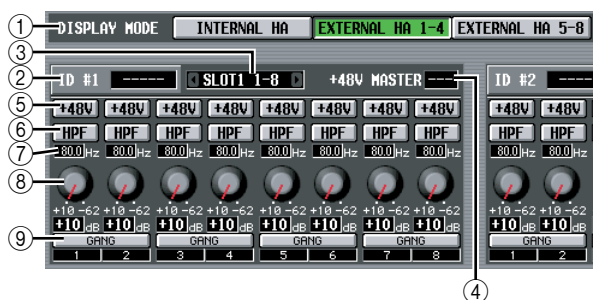 ① DISPLAY MODE INTERNAL HA EXTERNAL HA 1-4 EXTERNAL HA 5-8
③
② ID #1 ----- SLOT1 1-8 +48V MASTER --- ID #2 -----
⑤ +48V +48V +48V +48V +48V +48V +48V +48V +48V +48V
⑥ HPF HPF HPF HPF HPF HPF HPF HPF HPF HPF
⑦ 80.0 Hz 80.0 Hz 80.0 Hz 80.0 Hz 80.0 Hz 80.0 Hz 80.0 Hz 80.0 Hz 80.0 Hz 80.0 Hz
⑧
+10 -62 +10 -62 +10 -62 +10 -62 +10 -62 +10 -62 +10 -62 +10 -62 +10 -62 +10 -62
+10 dB +10 dB +10 dB +10 dB +10 dB +10 dB +10 dB +10 dB +10 dB +10 dB
⑨ GANG GANG GANG GANG GANG
1 2 3 4 5 6 7 8 1 2
④